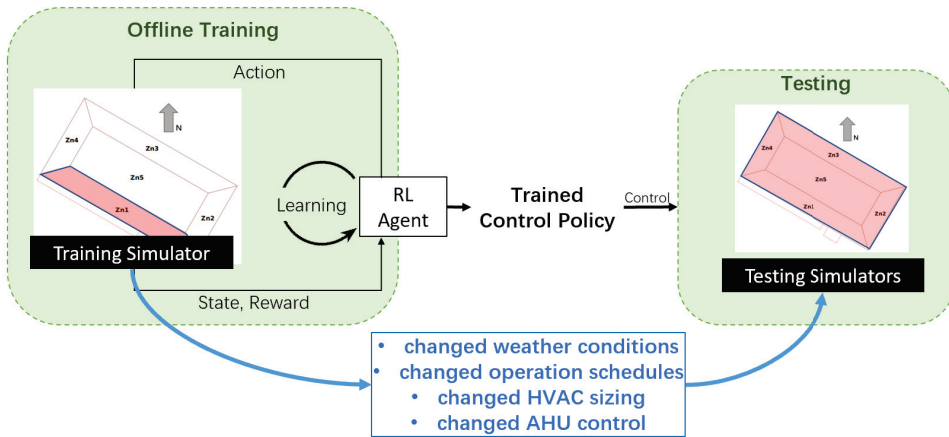 Offline Training
Action
N
Zn4
Zn3
Zn5
Zn1
Zn2
Training Simulator
Learning
RL
Agent
State, Reward
Trained
Control Policy
Control
Testing
N
Zn4
Zn3
Zn5
Zn1
Zn2
Testing Simulators
• changed weather conditions
• changed operation schedules
• changed HVAC sizing
• changed AHU control